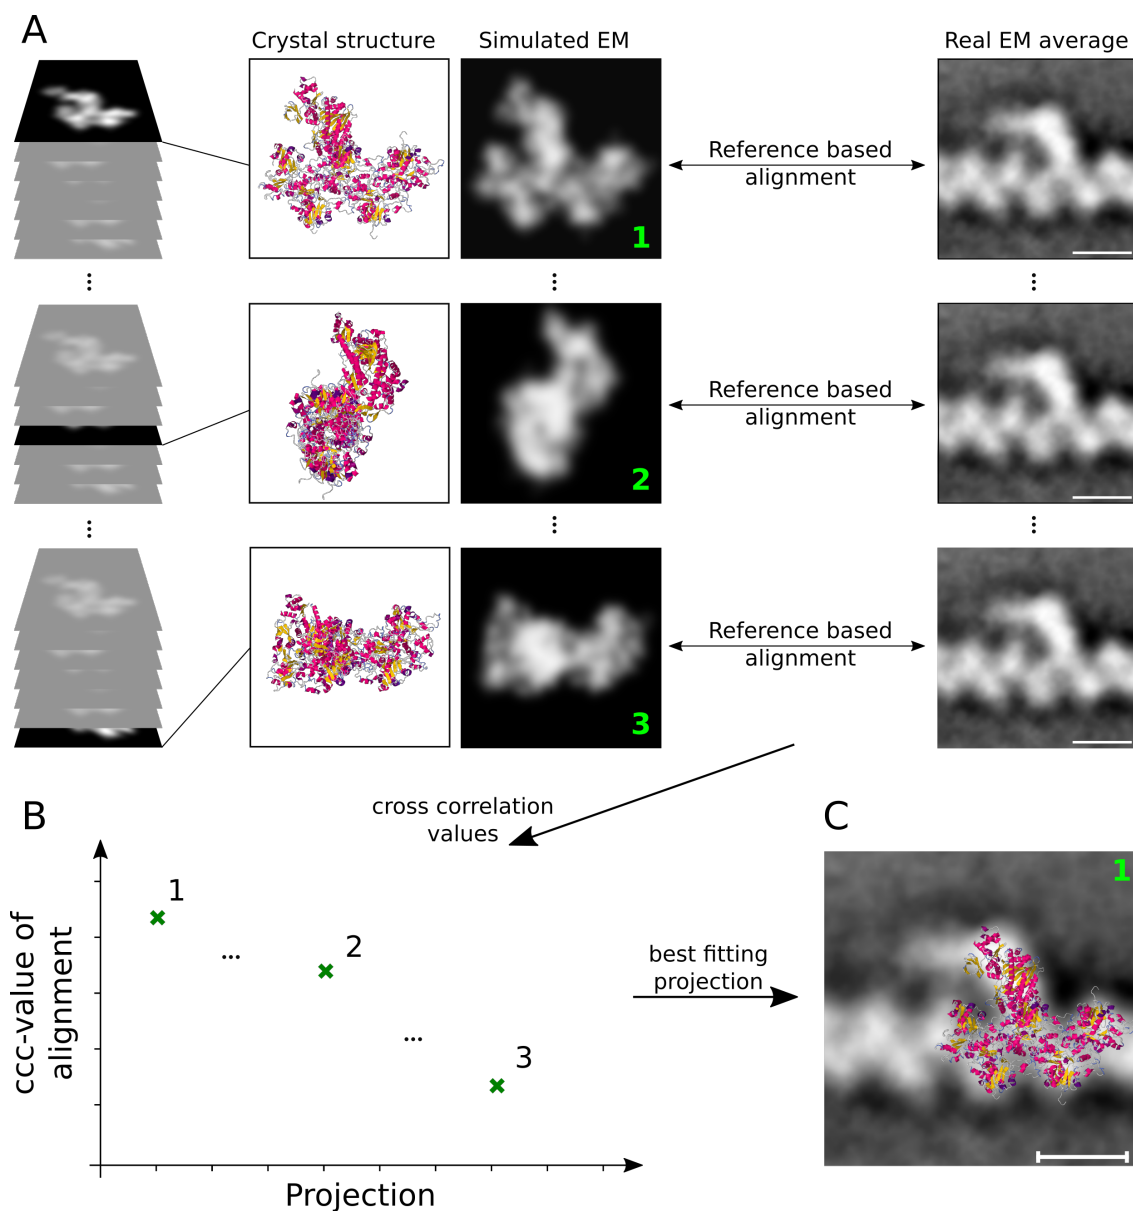 A
Crystal structure
Simulated EM
Real EM average
Reference based
alignment
1
Reference based
alignment
2
Reference based
alignment
3
B
cross correlation
values
C
ccc-value of
alignment
1
...
2
...
3
Projection
best fitting
projection
1